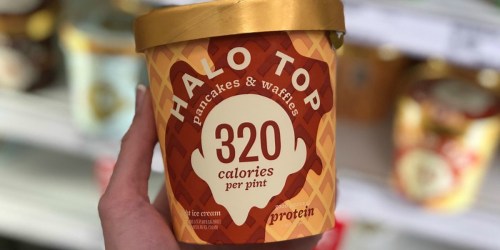 HALO TOP
pancakes & waffles
320
calories
per pint
ice cream
protein